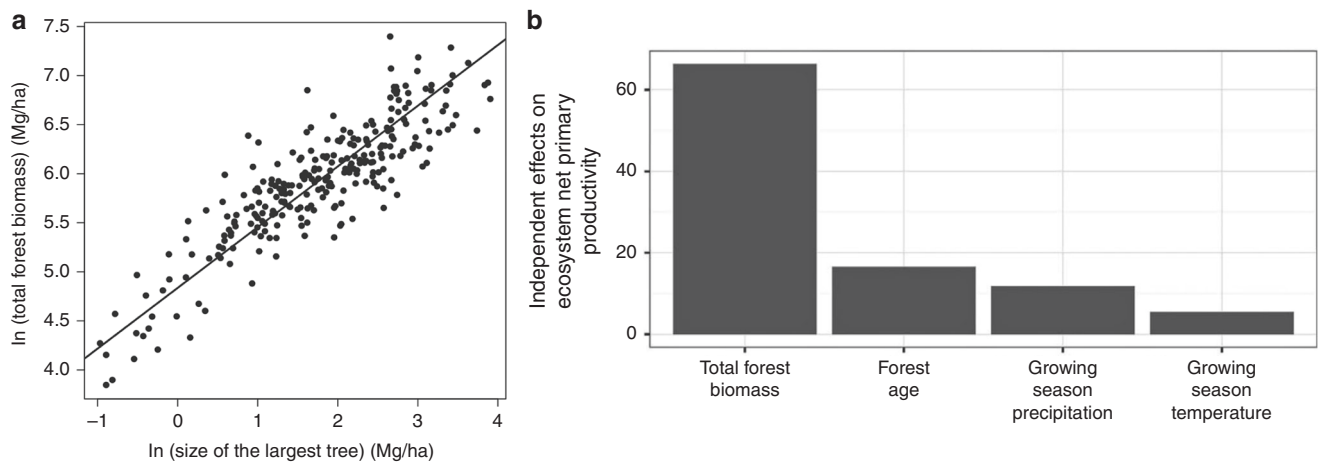 a
7.5
7.0
6.5
6.0
5.5
5.0
4.5
4.0
ln (total forest biomass) (Mg/ha)
–1 0 1 2 3 4
ln (size of the largest tree) (Mg/ha)
b
60
40
20
0
Independent effects on
ecosystem net primary
productivity
Total forest
biomass
Forest
age
Growing
season
precipitation
Growing
season
temperature